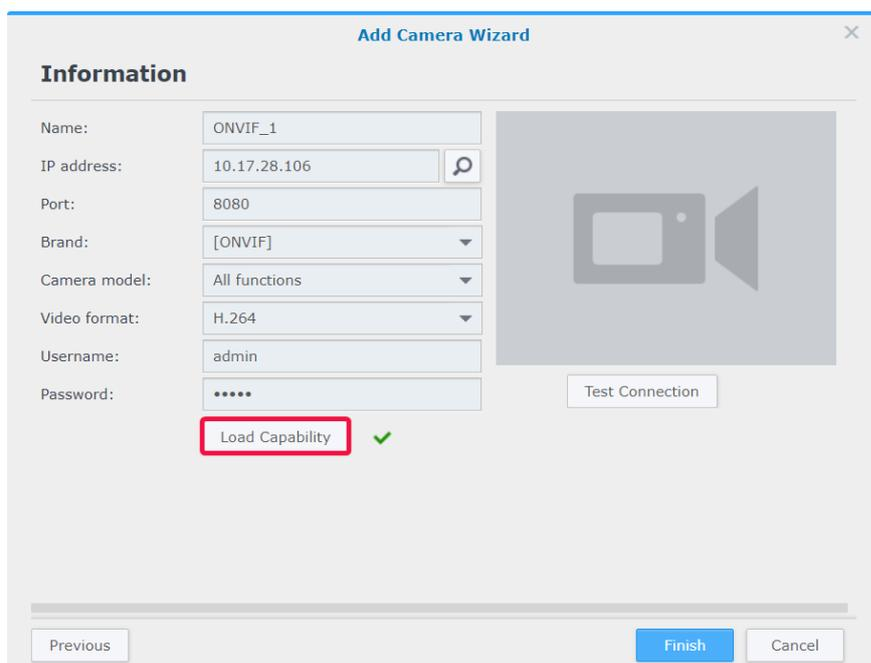 Add Camera Wizard
Information
Name: ONVIF_1
IP address: 10.17.28.106
Port: 8080
Brand: [ONVIF]
Camera model: All functions
Video format: H.264
Username: admin
Password: •••••
Test Connection
Load Capability
Previous Finish Cancel